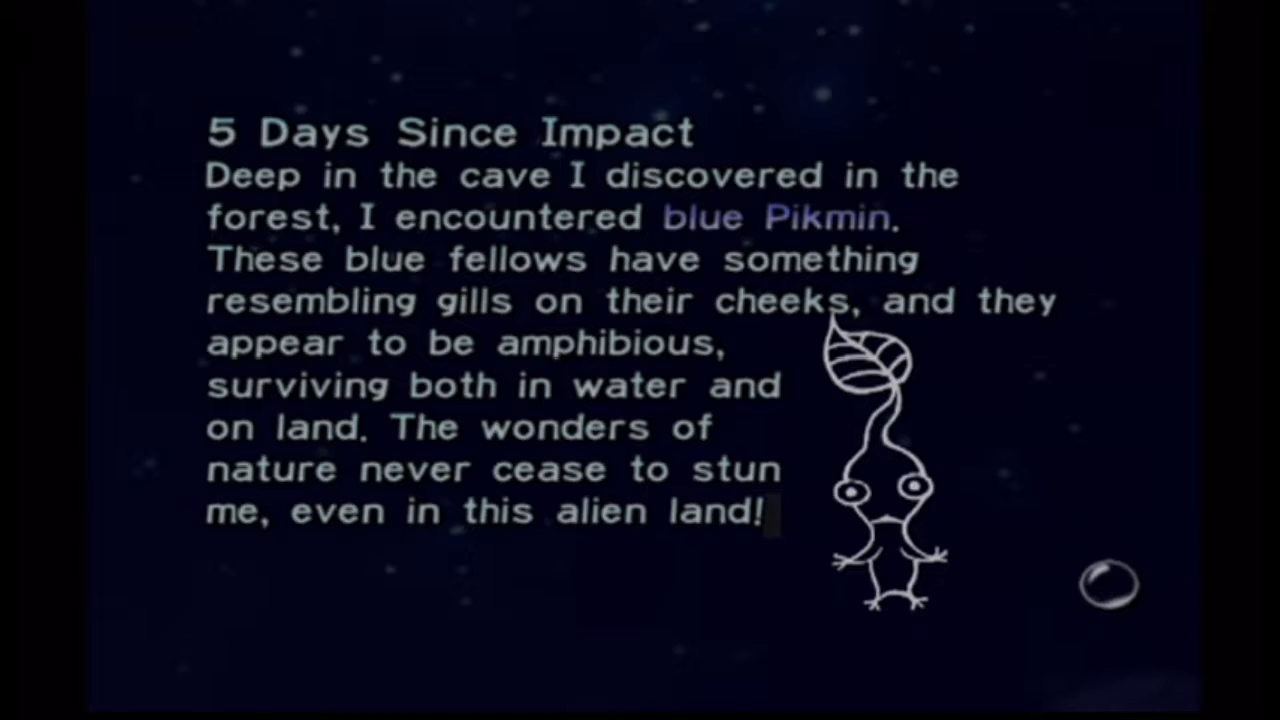 5 Days Since Impact
Deep in the cave I discovered in the
forest, I encountered blue Pikmin.
These blue fellows have something
resembling gills on their cheeks, and they
appear to be amphibious,
surviving both in water and
on land. The wonders of
nature never cease to stun
me, even in this alien land!